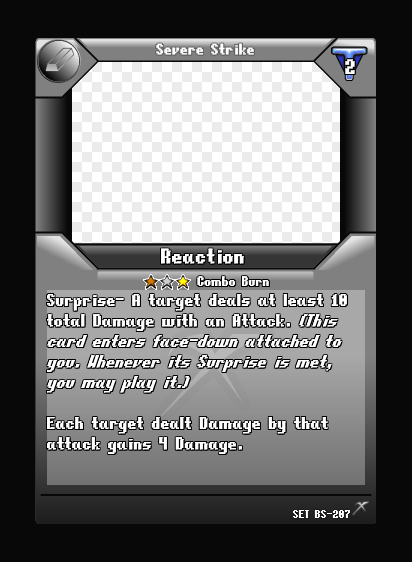 Severe Strike
2
Reaction
Combo Burn
Surprise- A target deals at least 10
total Damage with an Attack. (This
card enters face-down attached to
you. Whenever its Surprise is met,
you may play it.)
Each target dealt Damage by that
attack gains 4 Damage.
SET BS-207